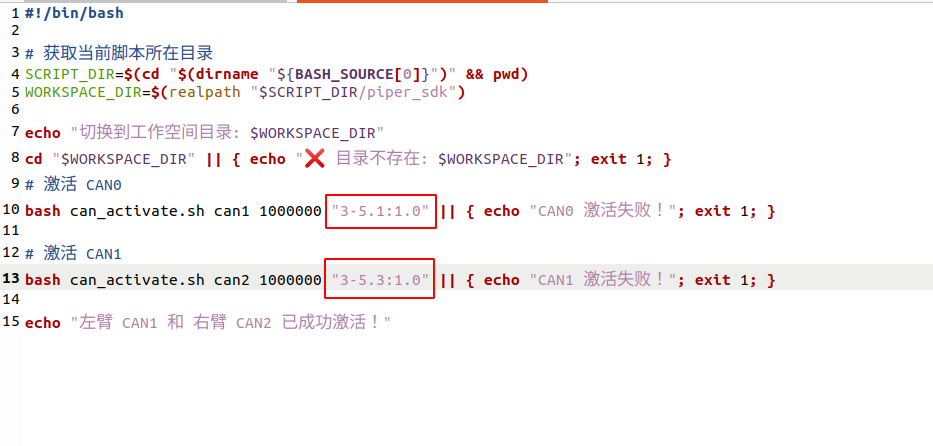 1 #!/bin/bash
2
3 # 获取当前脚本所在目录
4 SCRIPT_DIR=$(cd "$(dirname "${BASH_SOURCE[0]}")" && pwd)
5 WORKSPACE_DIR=$(realpath "$SCRIPT_DIR/piper_sdk")
6
7 echo "切换到工作空间目录: $WORKSPACE_DIR"
8 cd "$WORKSPACE_DIR" || { echo "❌ 目录不存在: $WORKSPACE_DIR"; exit 1; }
9 # 激活 CAN0
10 bash can_activate.sh can1 1000000 "3-5.1:1.0" || { echo "CAN0 激活失败！"; exit 1; }
11
12 # 激活 CAN1
13 bash can_activate.sh can2 1000000 "3-5.3:1.0" || { echo "CAN1 激活失败！"; exit 1; }
14
15 echo "左臂 CAN1 和 右臂 CAN2 已成功激活！"